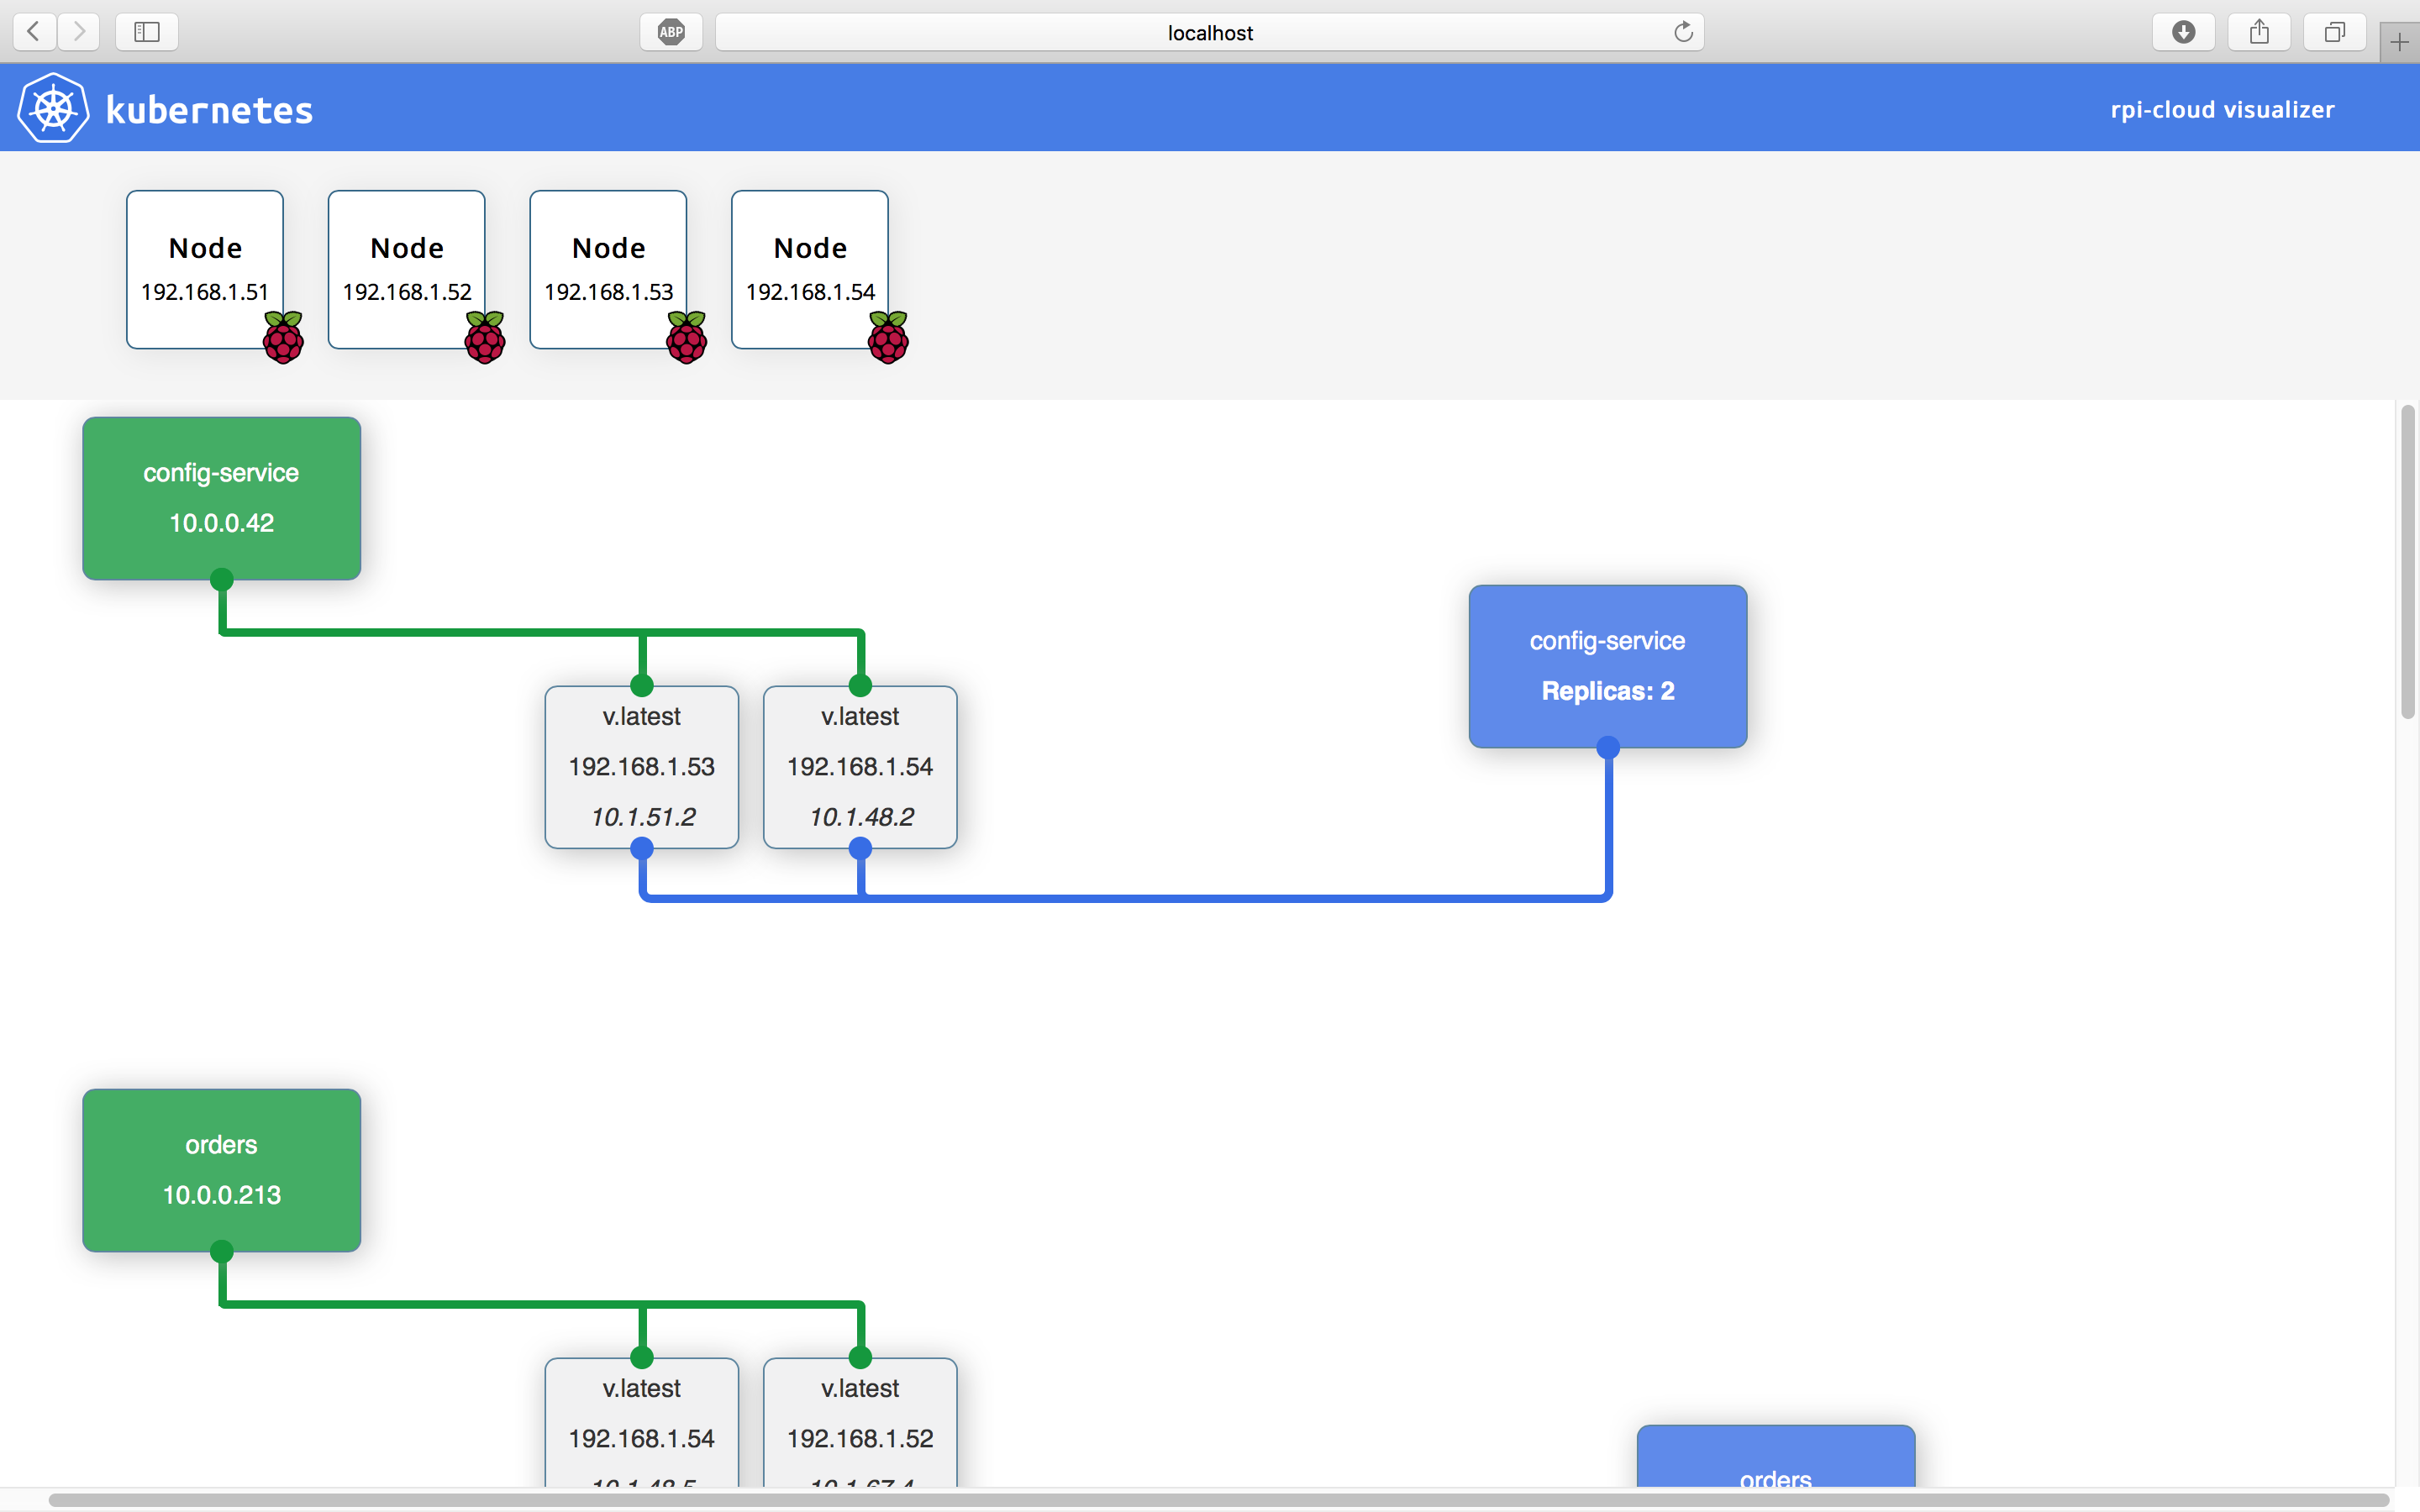 ABP
localhost
kubernetes
rpi-cloud visualizer
Node
192.168.1.51
Node
192.168.1.52
Node
192.168.1.53
Node
192.168.1.54
config-service
10.0.0.42
config-service
Replicas: 2
v.latest
192.168.1.53
10.1.51.2
v.latest
192.168.1.54
10.1.48.2
orders
10.0.0.213
v.latest
192.168.1.54
v.latest
192.168.1.52
orders